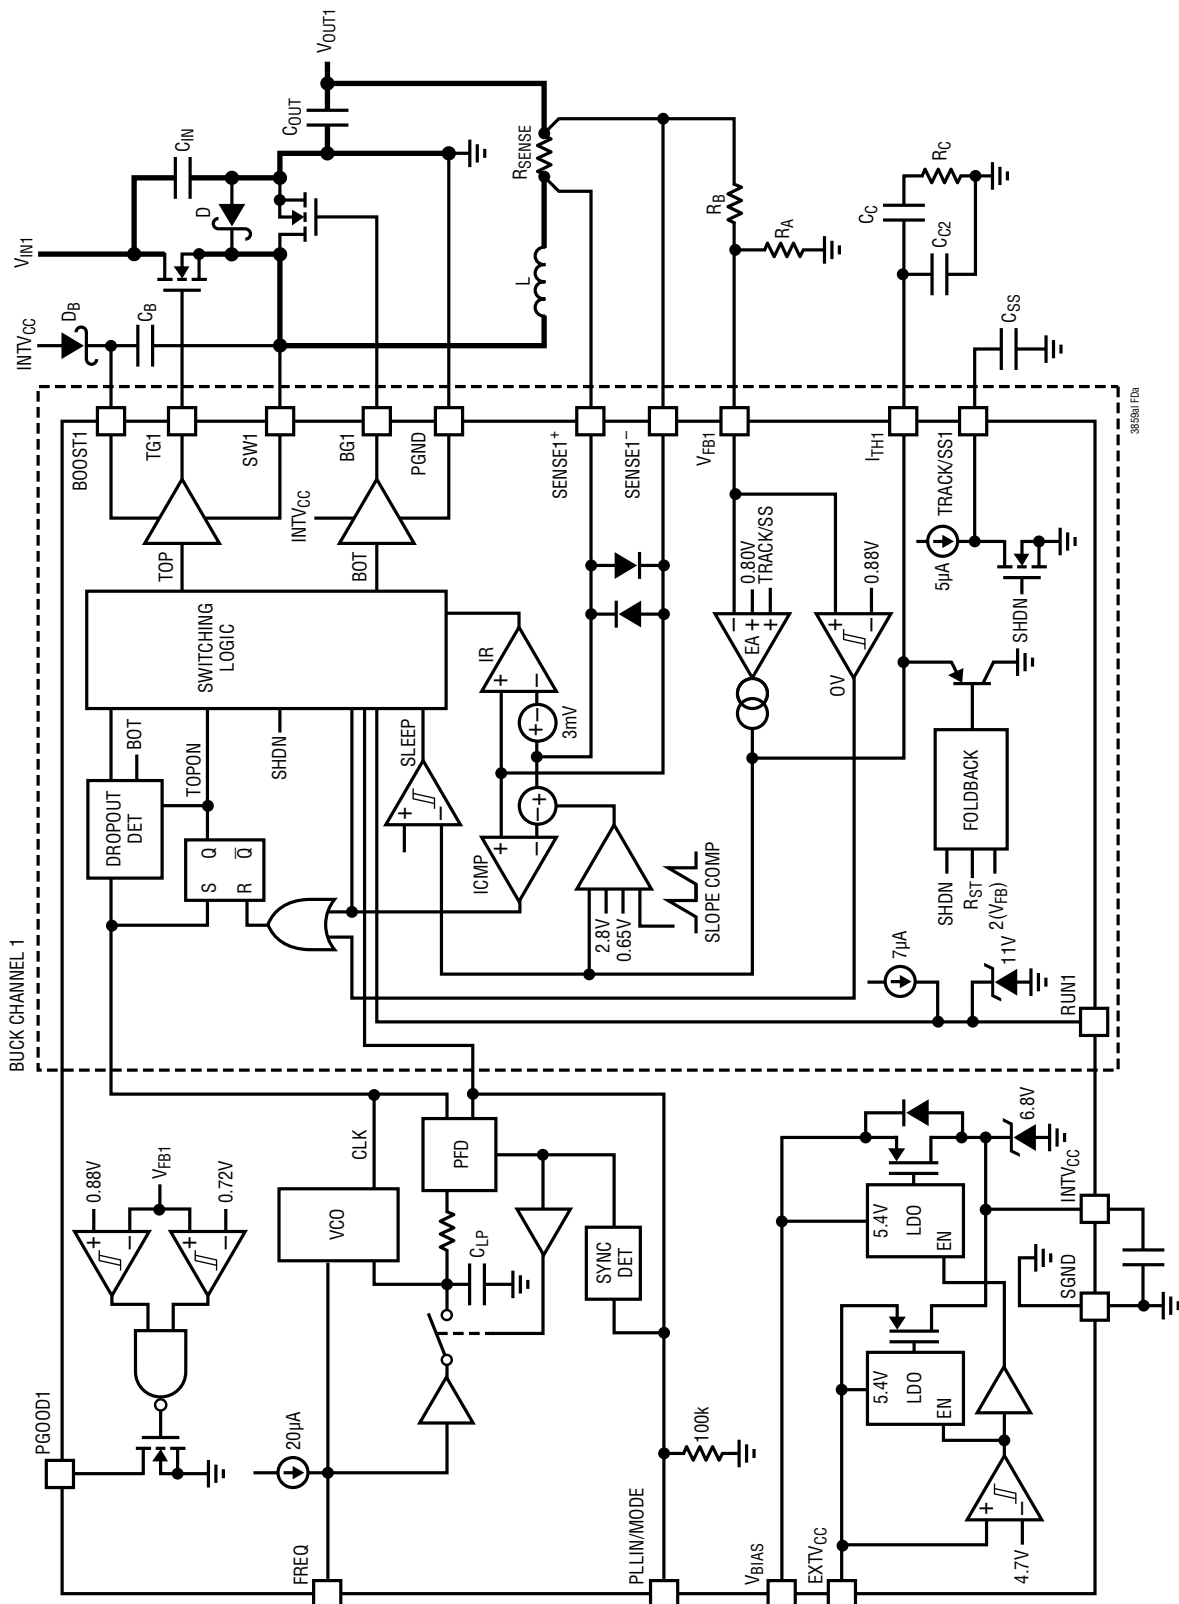 BUCK CHANNEL 1
INTVCC
DB
CB
VIN1
CIN
D
COUT
VOUT1
RSENSE
L
RB
RA
CC
RC
CC2
CSS
3859al FDa
BOOST1
TG1
SW1
BG1
PGND
SENSE1+
SENSE1–
VFB1
ITH1
TRACK/SS1
TOP
INTVCC
BOT
SWITCHING
LOGIC
DROPOUT
DET
BOT
TOPON
SHDN
S Q
R Q̅
SLEEP
+
–
IR
+
–
3mV
+ –
ICMP
+
–
+
–
2.8V
0.65V
SLOPE COMP
EA
–
+
+
0.80V
TRACK/SS
OV
+
–
0.88V
5µA
SHDN
FOLDBACK
SHDN
RST
2(VFB)
7µA
11V
RUN1
PGOOD1
0.88V
VFB1
0.72V
+
–
+
–
CLK
VCO
PFD
CLP
SYNC
DET
20µA
FREQ
PLLIN/MODE
100k
VBIAS
EXTVCC
4.7V
+
–
5.4V
LDO
EN
5.4V
LDO
EN
6.8V
INTVCC
SGND